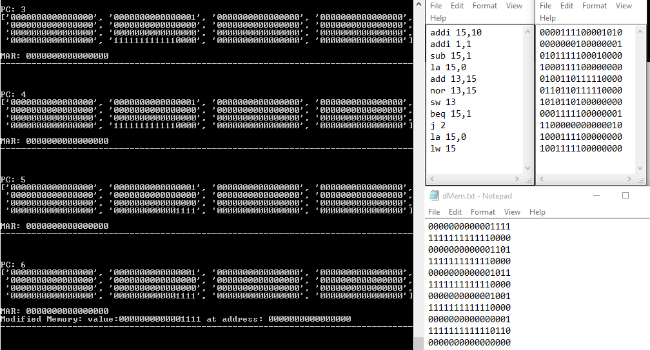 PC: 3
['0000000000000000', '0000000000000001', '0000000000000000', '0000000000000000',
'0000000000000000', '0000000000000000', '0000000000000000', '0000000000000000',
'0000000000000000', '0000000000000000', '0000000000000000', '0000000000000000',
'0000000000000000', '1111111111110000', '0000000000000000', '0000000000000000']
MAR: 0000000000000000
PC: 4
['0000000000000000', '0000000000000001', '0000000000000000', '0000000000000000',
'0000000000000000', '0000000000000000', '0000000000000000', '0000000000000000',
'0000000000000000', '0000000000000000', '0000000000000000', '0000000000000000',
'0000000000000000', '1111111111110000', '0000000000000000', '0000000000000000']
MAR: 0000000000000000
PC: 5
['0000000000000000', '0000000000000001', '0000000000000000', '0000000000000000',
'0000000000000000', '0000000000000000', '0000000000000000', '0000000000000000',
'0000000000000000', '0000000000000000', '0000000000000000', '0000000000000000',
'0000000000000000', '0000000000001111', '0000000000000000', '0000000000000000']
MAR: 0000000000000000
PC: 6
['0000000000000000', '0000000000000001', '0000000000000000', '0000000000000000',
'0000000000000000', '0000000000000000', '0000000000000000', '0000000000000000',
'0000000000000000', '0000000000000000', '0000000000000000', '0000000000000000',
'0000000000000000', '0000000000001111', '0000000000000000', '0000000000000000']
MAR: 0000000000000000
Modified Memory: value:0000000000001111 at address: 0000000000000000
File Edit Format View
Help
addi 15,10
addi 1,1
sub 15,1
la 15,0
add 13,15
nor 13,15
sw 13
beq 15,1
j 2
la 15,0
lw 15
File Edit Format View
Help
0000111100001010
0000000100000001
0101111100010000
1000111100000000
0100110111110000
0110110111110000
1010110100000000
0001111100000001
1100000000000010
1000111100000000
1001111100000000
dMem.txt - Notepad
File Edit Format View Help
0000000000001111
1111111111110000
0000000000001101
1111111111110000
0000000000001011
1111111111110000
0000000000001001
1111111111110000
0000000000000001
1111111111110110
0000000000000000